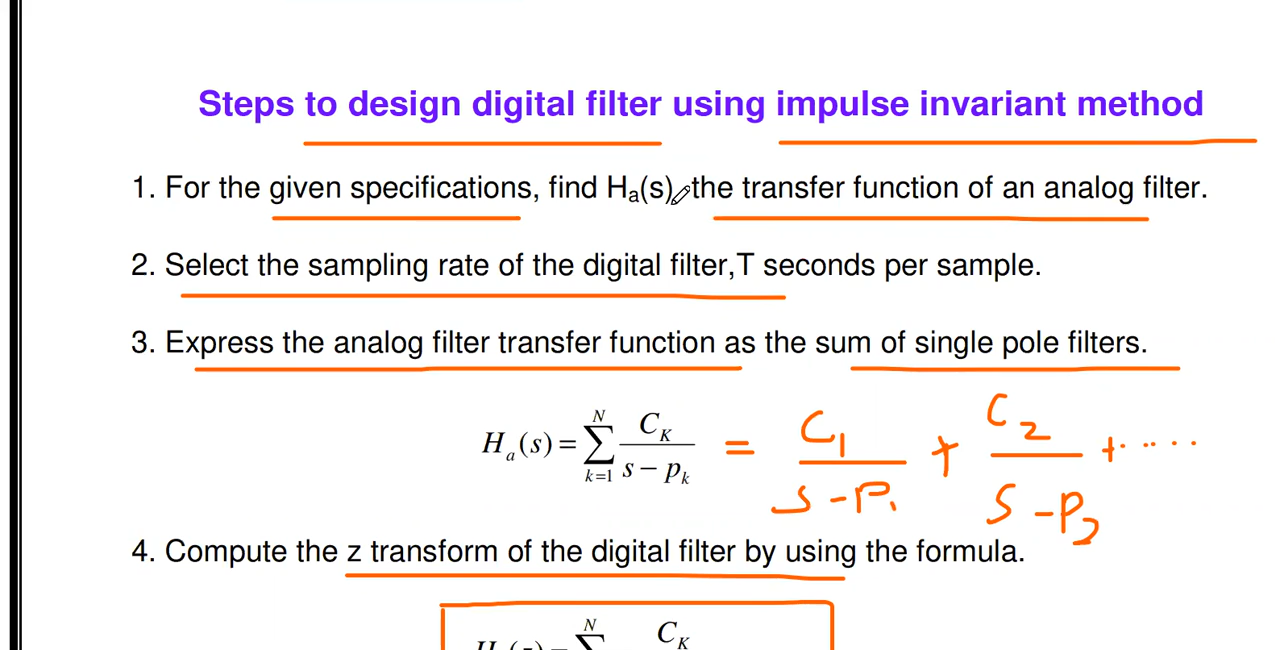 Steps to design digital filter using impulse invariant method
1. For the given specifications, find Hₐ(s) the transfer function of an analog filter.
2. Select the sampling rate of the digital filter,T seconds per sample.
3. Express the analog filter transfer function as the sum of single pole filters.
Hₐ(s) = ∑_{k=1}^{N} C_K / (s − p_k) = C₁ / (S − P₁) + C₂ / (S − P₂) + .....
4. Compute the z transform of the digital filter by using the formula.
N C_K